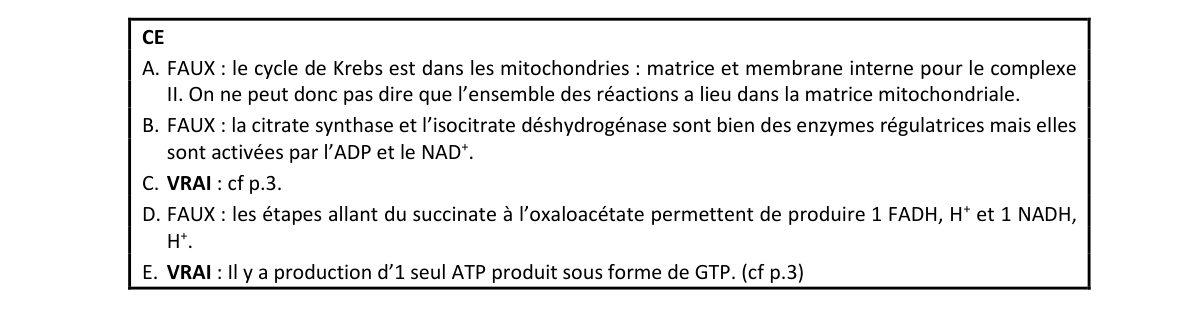 CE
A. FAUX : le cycle de Krebs est dans les mitochondries : matrice et membrane interne pour le complexe
II. On ne peut donc pas dire que l’ensemble des réactions a lieu dans la matrice mitochondriale.
B. FAUX : la citrate synthase et l’isocitrate déshydrogénase sont bien des enzymes régulatrices mais elles
sont activées par l’ADP et le NAD⁺.
C. VRAI : cf p.3.
D. FAUX : les étapes allant du succinate à l’oxaloacétate permettent de produire 1 FADH, H⁺ et 1 NADH,
H⁺.
E. VRAI : Il y a production d’1 seul ATP produit sous forme de GTP. (cf p.3)